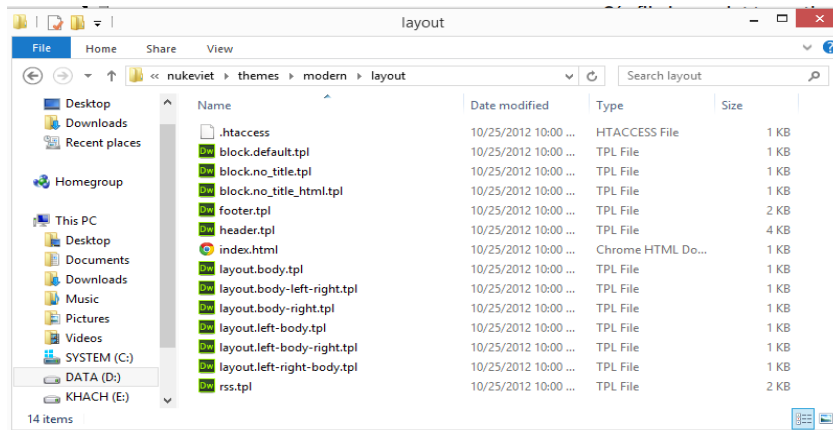 layout
File Home Share View
« nukeviet ▸ themes ▸ modern ▸ layout Search layout
Desktop
Downloads
Recent places
Homegroup
This PC
Desktop
Documents
Downloads
Music
Pictures
Videos
SYSTEM (C:)
DATA (D:)
KHACH (E:)
Name Date modified Type Size
.htaccess 10/25/2012 10:00 ... HTACCESS File 1 KB
block.default.tpl 10/25/2012 10:00 ... TPL File 1 KB
block.no_title.tpl 10/25/2012 10:00 ... TPL File 1 KB
block.no_title_html.tpl 10/25/2012 10:00 ... TPL File 1 KB
footer.tpl 10/25/2012 10:00 ... TPL File 2 KB
header.tpl 10/25/2012 10:00 ... TPL File 4 KB
index.html 10/25/2012 10:00 ... Chrome HTML Do... 1 KB
layout.body.tpl 10/25/2012 10:00 ... TPL File 1 KB
layout.body-left-right.tpl 10/25/2012 10:00 ... TPL File 1 KB
layout.body-right.tpl 10/25/2012 10:00 ... TPL File 1 KB
layout.left-body.tpl 10/25/2012 10:00 ... TPL File 1 KB
layout.left-body-right.tpl 10/25/2012 10:00 ... TPL File 1 KB
layout.left-right-body.tpl 10/25/2012 10:00 ... TPL File 1 KB
rss.tpl 10/25/2012 10:00 ... TPL File 2 KB
14 items